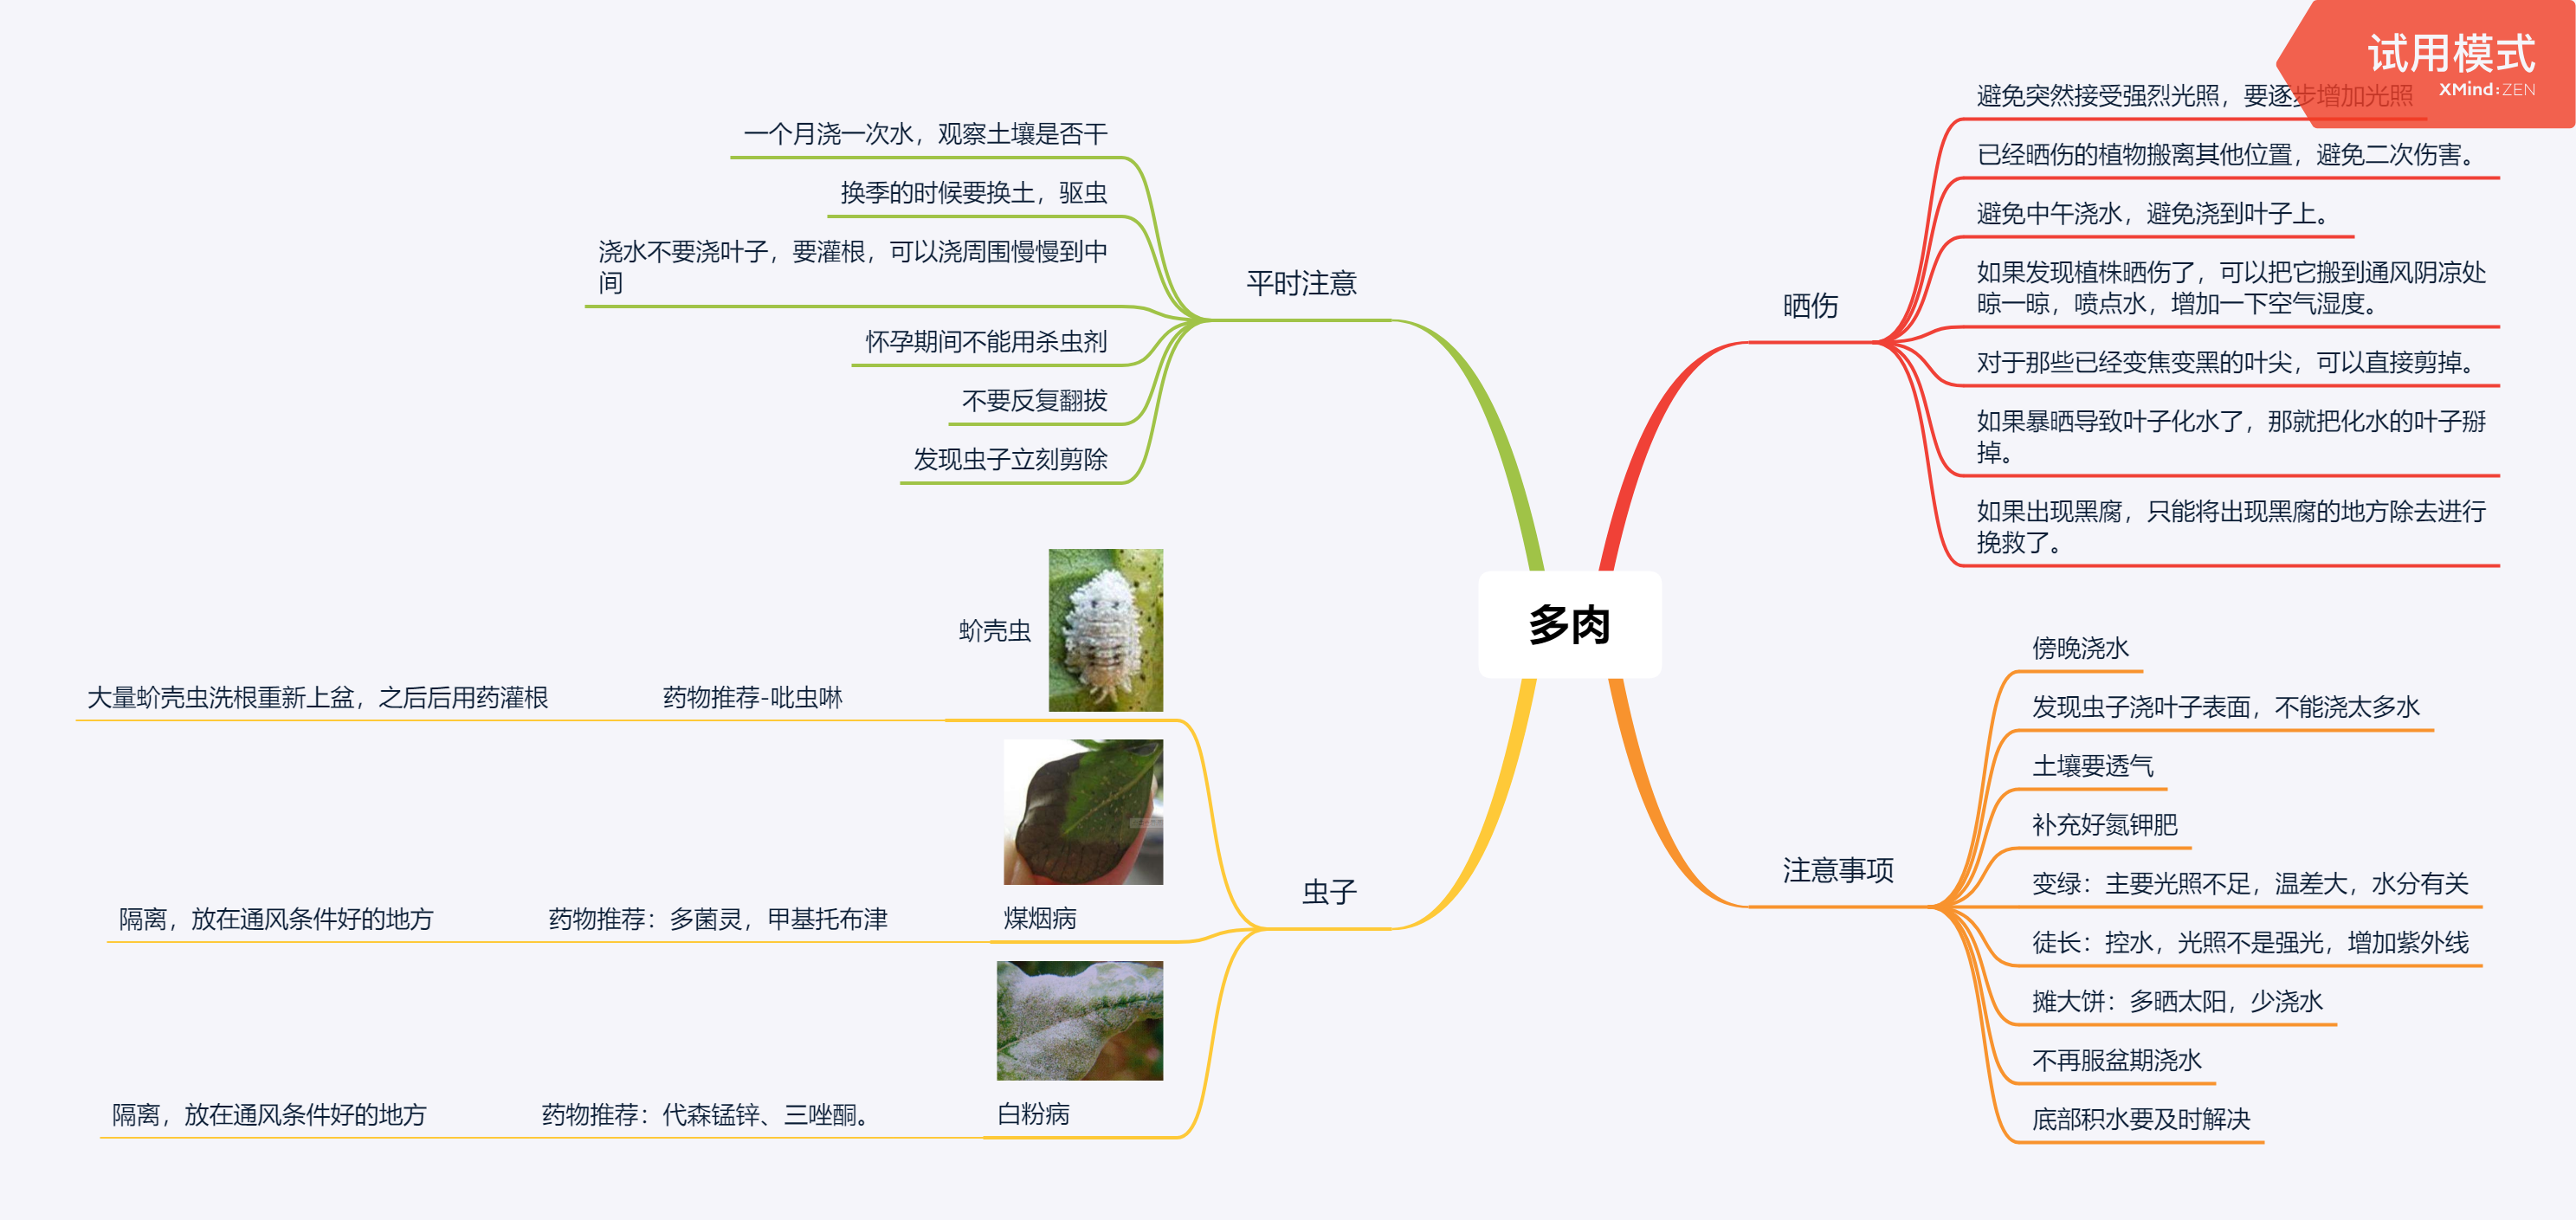 多肉
平时注意
一个月浇一次水，观察土壤是否干
换季的时候要换土，驱虫
浇水不要浇叶子，要灌根，可以浇周围慢慢到中
间
怀孕期间不能用杀虫剂
不要反复翻拔
发现虫子立刻剪除
虫子
蚧壳虫
药物推荐-吡虫啉
大量蚧壳虫洗根重新上盆，之后后用药灌根
煤烟病
药物推荐：多菌灵，甲基托布津
隔离，放在通风条件好的地方
白粉病
药物推荐：代森锰锌、三唑酮。
隔离，放在通风条件好的地方
晒伤
避免突然接受强烈光照，要逐步增加光照
已经晒伤的植物搬离其他位置，避免二次伤害。
避免中午浇水，避免浇到叶子上。
如果发现植株晒伤了，可以把它搬到通风阴凉处
晾一晾，喷点水，增加一下空气湿度。
对于那些已经变焦变黑的叶尖，可以直接剪掉。
如果暴晒导致叶子化水了，那就把化水的叶子掰
掉。
如果出现黑腐，只能将出现黑腐的地方除去进行
挽救了。
注意事项
傍晚浇水
发现虫子浇叶子表面，不能浇太多水
土壤要透气
补充好氮钾肥
变绿：主要光照不足，温差大，水分有关
徒长：控水，光照不是强光，增加紫外线
摊大饼：多晒太阳，少浇水
不再服盆期浇水
底部积水要及时解决
试用模式
XMind:ZEN